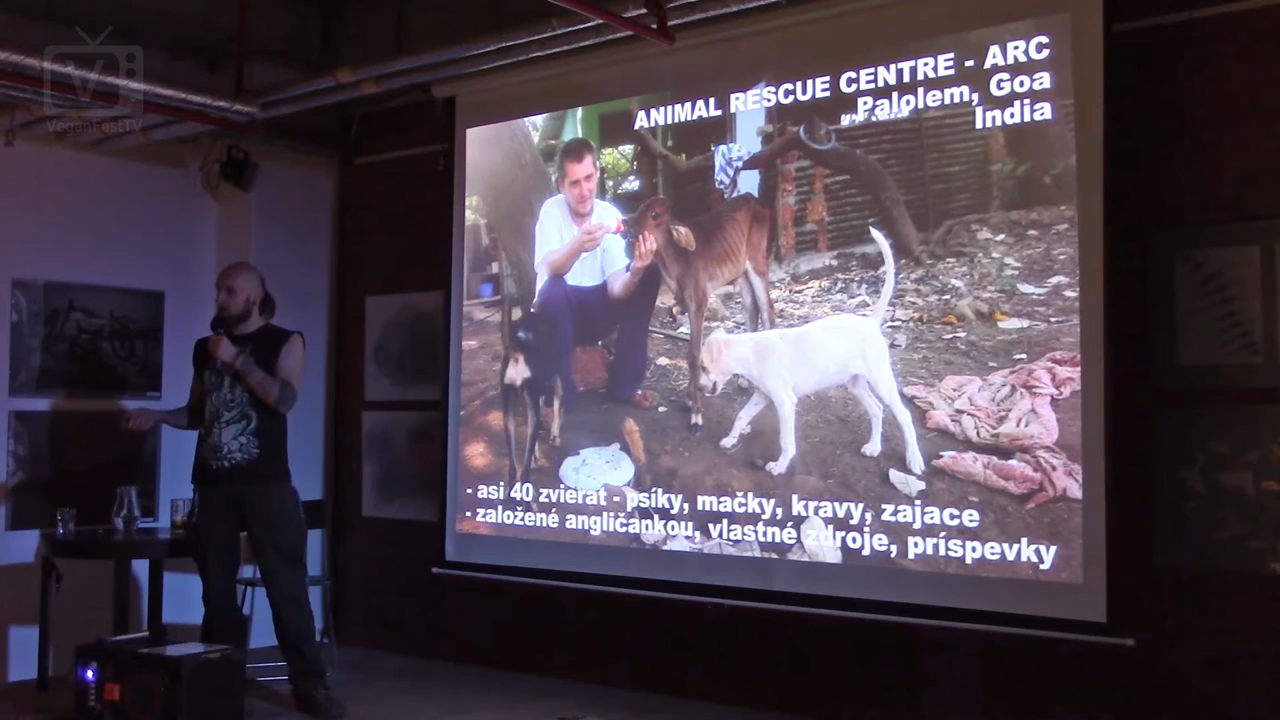 VeganFestTV
ANIMAL RESCUE CENTRE - ARC
Palolem, Goa
India
- asi 40 zvierat - psíky, mačky, kravy, zajace
- založené angličankou, vlastné zdroje, príspevky